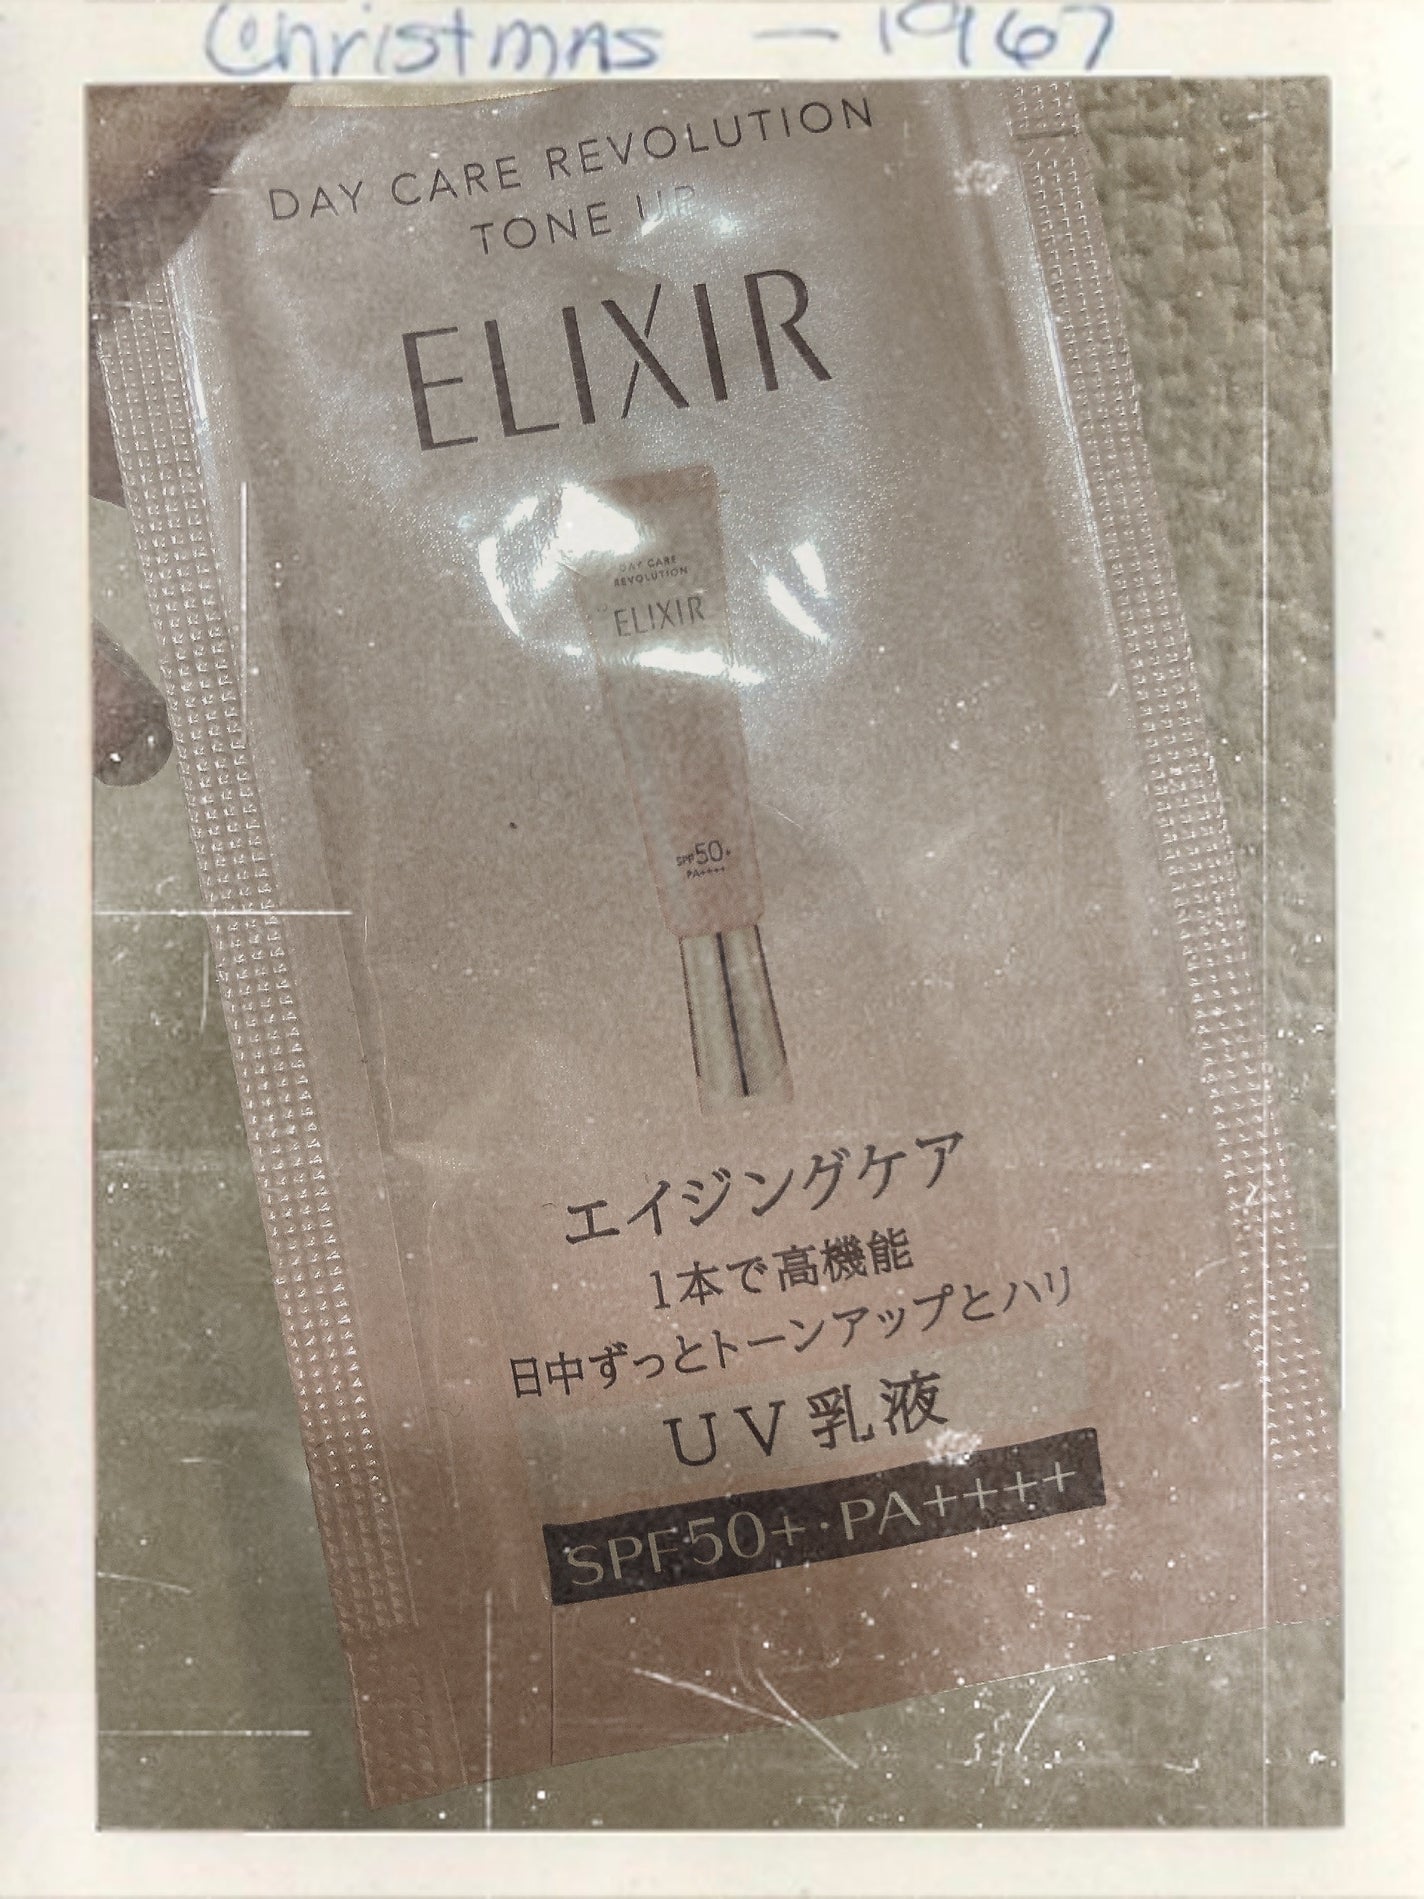 Christmas - 1967
DAY CARE REVOLUTION
TONE UP
ELIXIR
DAY CARE
REVOLUTION
ELIXIR
SPF50+
PA++++
エイジングケア
1本で高機能
日中ずっとトーンアップとハリ
UV乳液
SPF50+・PA++++